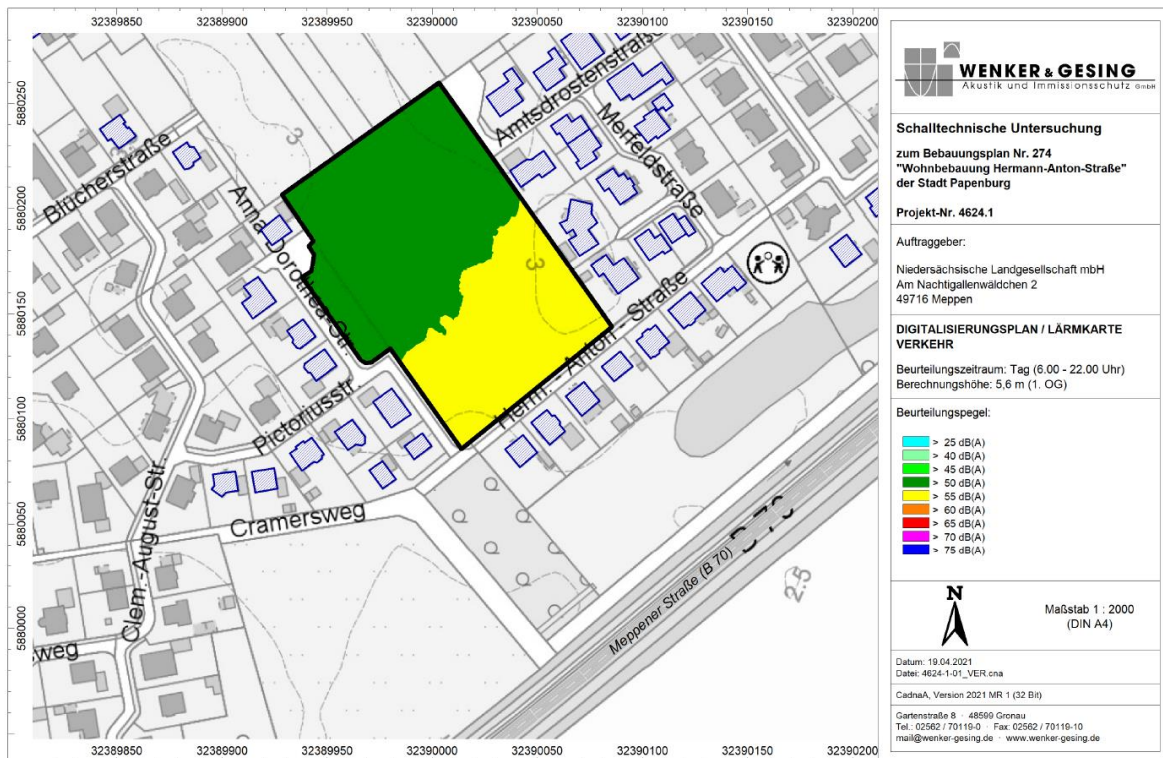 32389850 32389900 32389950 32390000 32390050 32390100 32390150 32390200
5880250
5880200
5880150
5880100
5880050
5880000
Amtsdrostenstraße
Merfeldstraße
Blücherstraße
Anna-Dorothea-Str.
3
3
Herm. - Anton - Straße
Pictoriusstr.
Clem.-August-Str.
Cramersweg
sweg
Meppener Straße (B 70)
2.5
32389850 32389900 32389950 32390000 32390050 32390100 32390150 32390200
WENKER & GESING
Akustik und Immissionsschutz GmbH
Schalltechnische Untersuchung
zum Bebauungsplan Nr. 274
"Wohnbebauung Hermann-Anton-Straße"
der Stadt Papenburg
Projekt-Nr. 4624.1
Auftraggeber:
Niedersächsische Landgesellschaft mbH
Am Nachtigallenwäldchen 2
49716 Meppen
DIGITALISIERUNGSPLAN / LÄRMKARTE
VERKEHR
Beurteilungszeitraum: Tag (6.00 - 22.00 Uhr)
Berechnungshöhe: 5,6 m (1. OG)
Beurteilungspegel:
> 25 dB(A)
> 40 dB(A)
> 45 dB(A)
> 50 dB(A)
> 55 dB(A)
> 60 dB(A)
> 65 dB(A)
> 70 dB(A)
> 75 dB(A)
N
Maßstab 1 : 2000
(DIN A4)
Datum: 19.04.2021
Datei: 4624-1-01_VER.cna
CadnaA, Version 2021 MR 1 (32 Bit)
Gartenstraße 8 · 48599 Gronau
Tel.: 02562 / 70119-0 · Fax: 02562 / 70119-10
mail@wenker-gesing.de · www.wenker-gesing.de